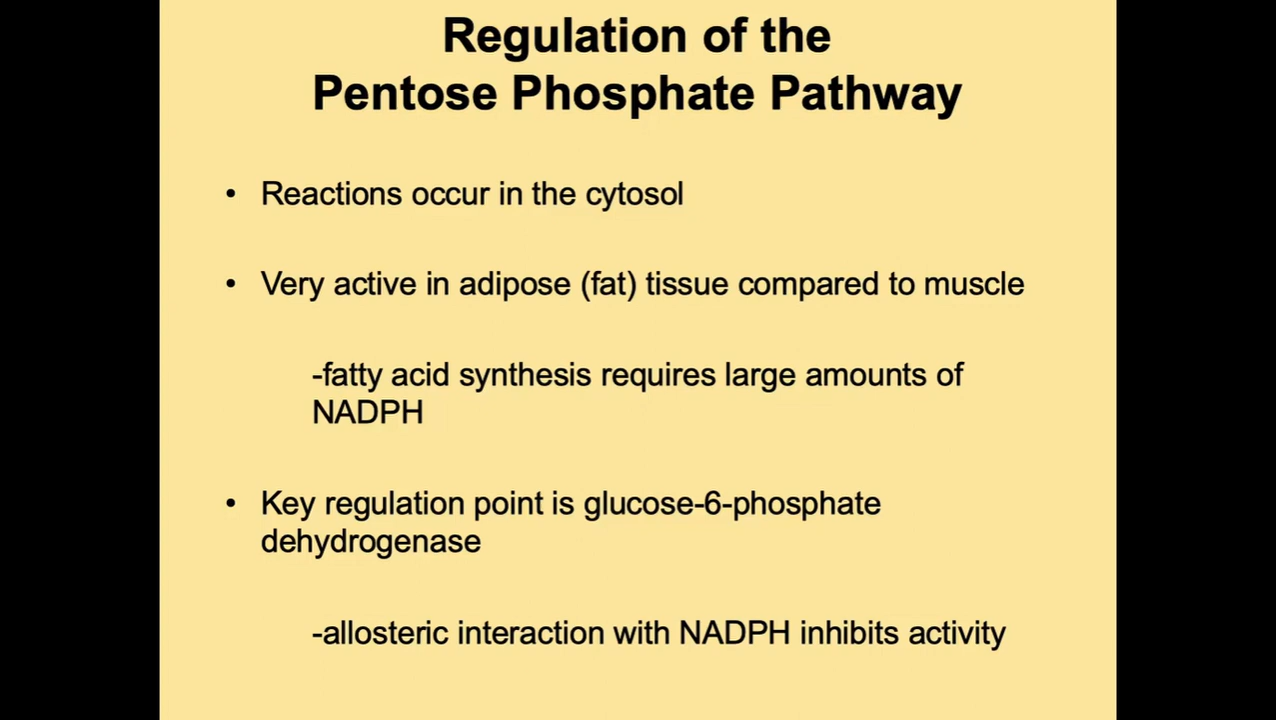 Regulation of the
Pentose Phosphate Pathway
• Reactions occur in the cytosol
• Very active in adipose (fat) tissue compared to muscle
-fatty acid synthesis requires large amounts of
NADPH
• Key regulation point is glucose-6-phosphate
dehydrogenase
-allosteric interaction with NADPH inhibits activity